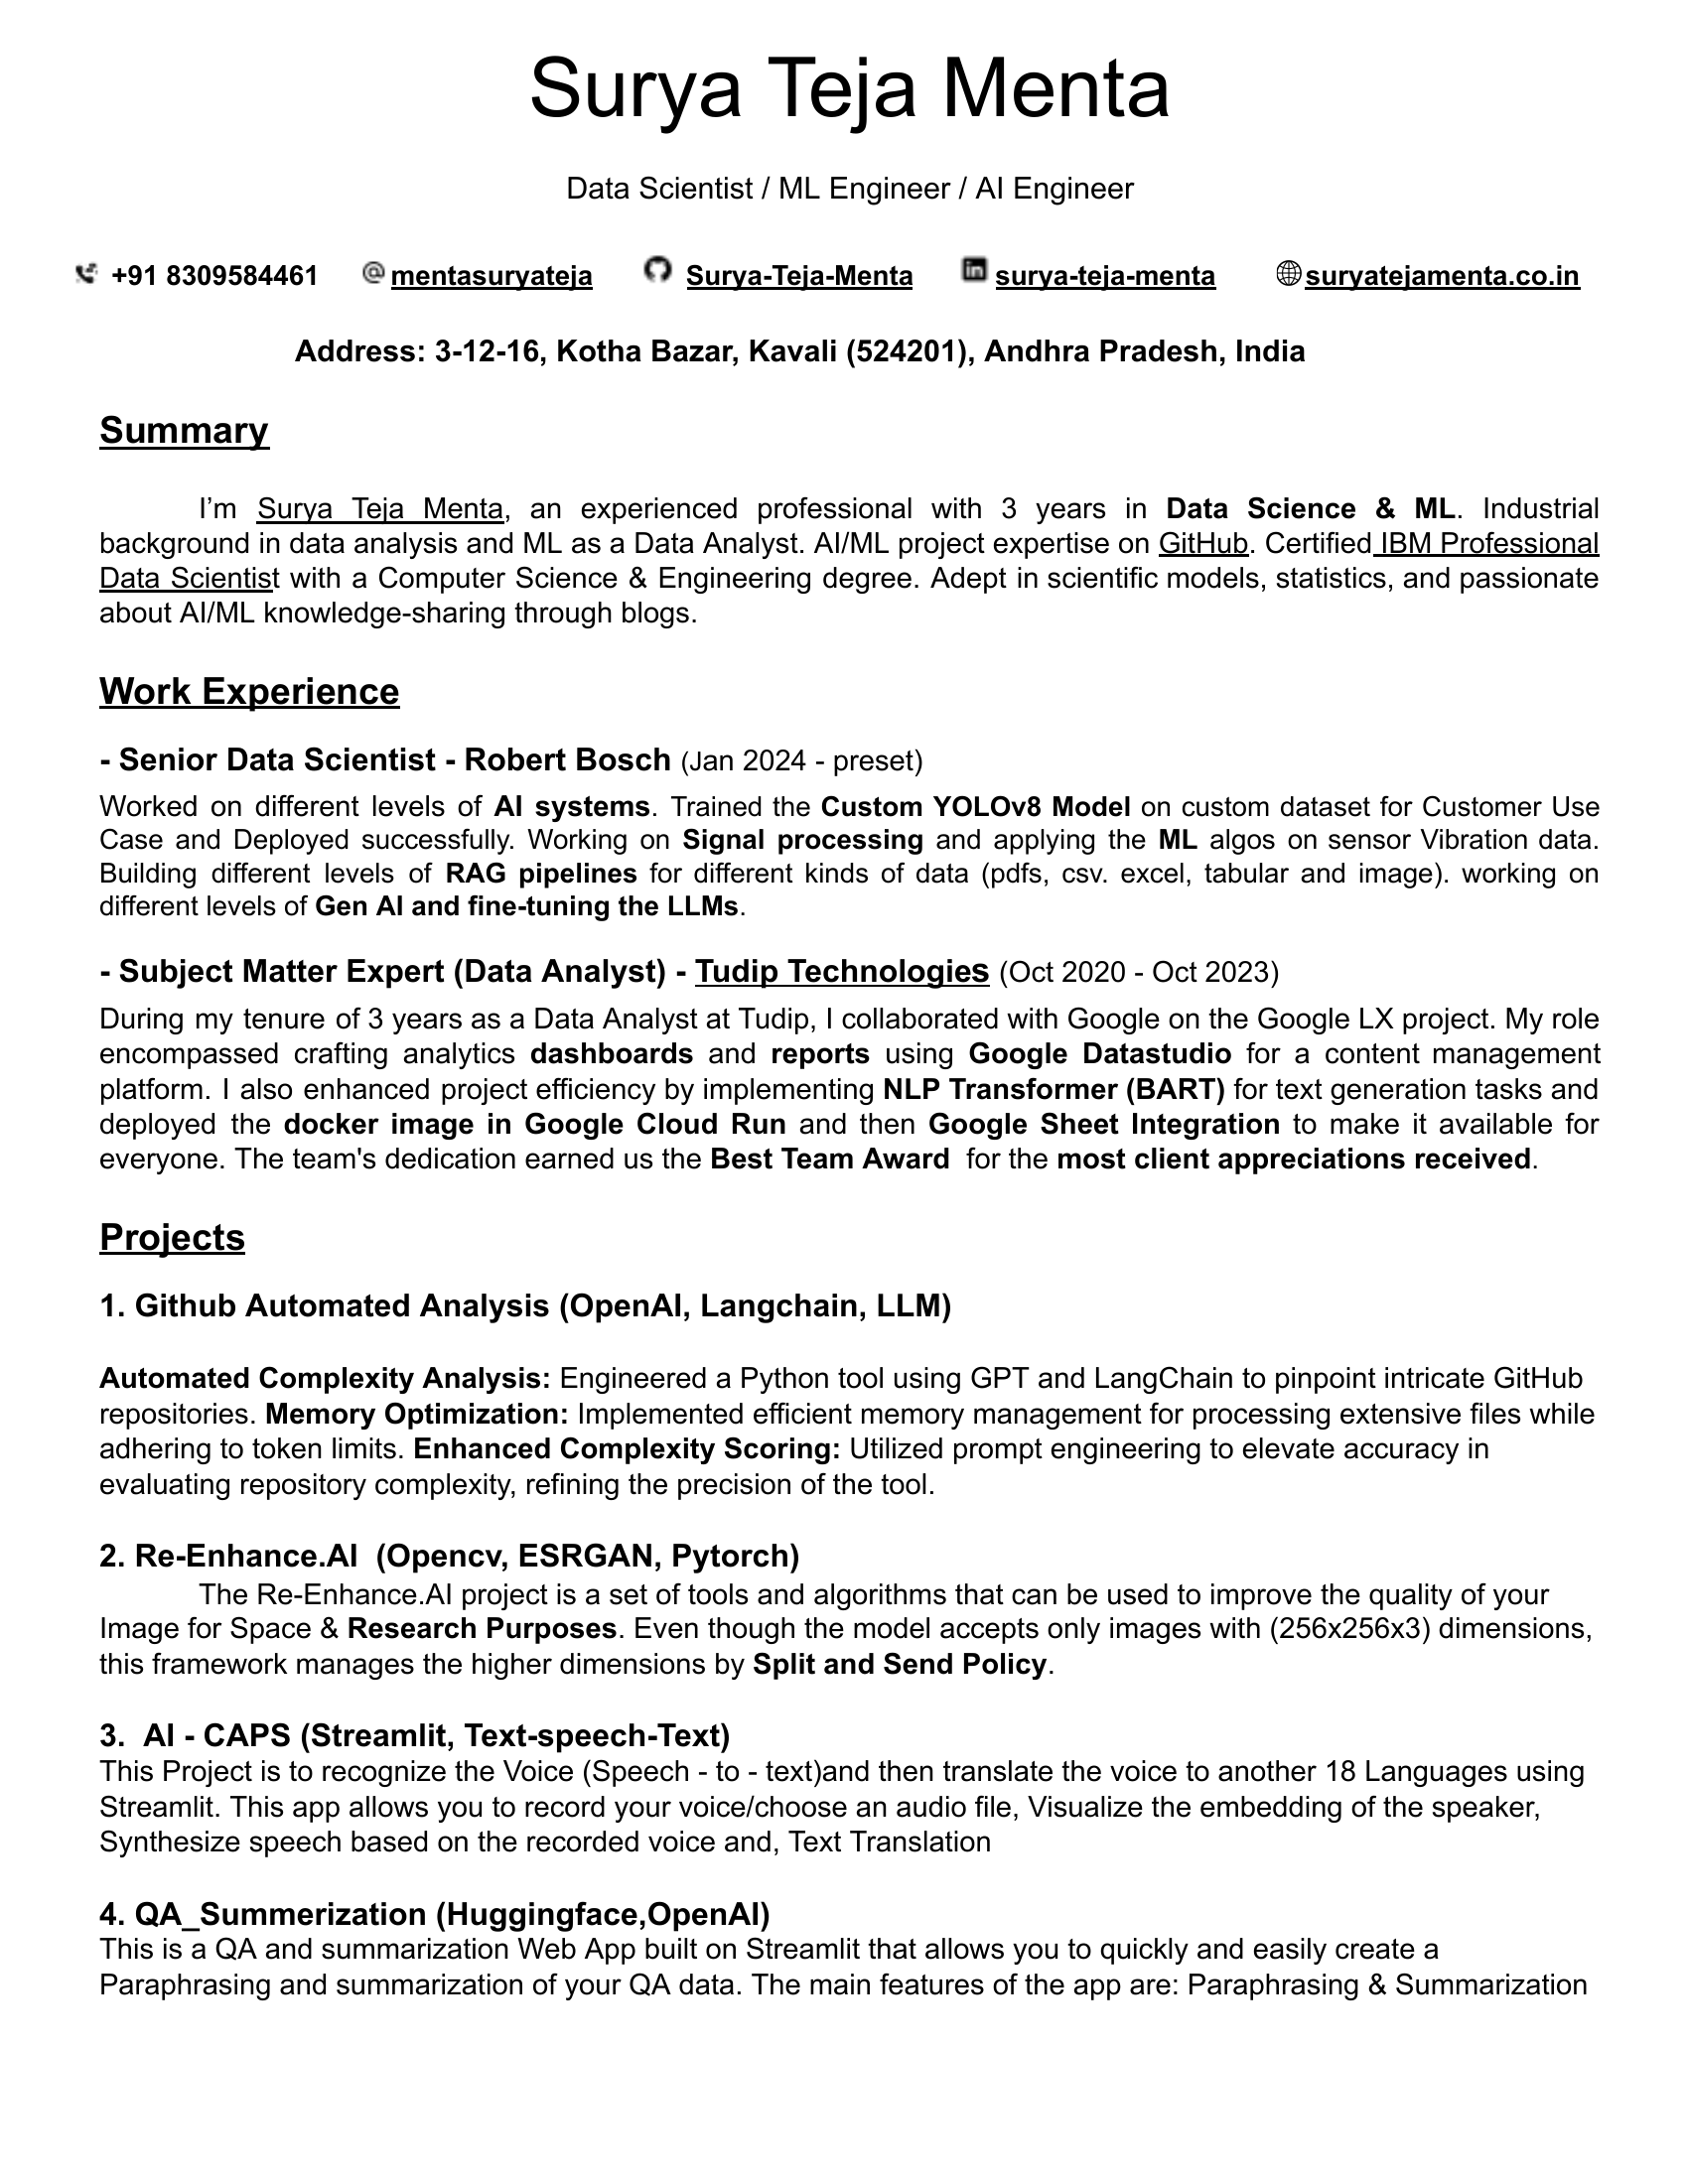 Surya Teja Menta
Data Scientist / ML Engineer / AI Engineer
+91 8309584461 mentasuryateja Surya-Teja-Menta surya-teja-menta suryatejamenta.co.in
Address: 3-12-16, Kotha Bazar, Kavali (524201), Andhra Pradesh, India
Summary
I’m Surya Teja Menta, an experienced professional with 3 years in Data Science & ML. Industrial
background in data analysis and ML as a Data Analyst. AI/ML project expertise on GitHub. Certified IBM Professional
Data Scientist with a Computer Science & Engineering degree. Adept in scientific models, statistics, and passionate
about AI/ML knowledge-sharing through blogs.
Work Experience
- Senior Data Scientist - Robert Bosch (Jan 2024 - preset)
Worked on different levels of AI systems. Trained the Custom YOLOv8 Model on custom dataset for Customer Use
Case and Deployed successfully. Working on Signal processing and applying the ML algos on sensor Vibration data.
Building different levels of RAG pipelines for different kinds of data (pdfs, csv. excel, tabular and image). working on
different levels of Gen AI and fine-tuning the LLMs.
- Subject Matter Expert (Data Analyst) - Tudip Technologies (Oct 2020 - Oct 2023)
During my tenure of 3 years as a Data Analyst at Tudip, I collaborated with Google on the Google LX project. My role
encompassed crafting analytics dashboards and reports using Google Datastudio for a content management
platform. I also enhanced project efficiency by implementing NLP Transformer (BART) for text generation tasks and
deployed the docker image in Google Cloud Run and then Google Sheet Integration to make it available for
everyone. The team's dedication earned us the Best Team Award  for the most client appreciations received.
Projects
1. Github Automated Analysis (OpenAI, Langchain, LLM)
Automated Complexity Analysis: Engineered a Python tool using GPT and LangChain to pinpoint intricate GitHub
repositories. Memory Optimization: Implemented efficient memory management for processing extensive files while
adhering to token limits. Enhanced Complexity Scoring: Utilized prompt engineering to elevate accuracy in
evaluating repository complexity, refining the precision of the tool.
2. Re-Enhance.AI  (Opencv, ESRGAN, Pytorch)
The Re-Enhance.AI project is a set of tools and algorithms that can be used to improve the quality of your
Image for Space & Research Purposes. Even though the model accepts only images with (256x256x3) dimensions,
this framework manages the higher dimensions by Split and Send Policy.
3.  AI - CAPS (Streamlit, Text-speech-Text)
This Project is to recognize the Voice (Speech - to - text)and then translate the voice to another 18 Languages using
Streamlit. This app allows you to record your voice/choose an audio file, Visualize the embedding of the speaker,
Synthesize speech based on the recorded voice and, Text Translation
4. QA_Summerization (Huggingface,OpenAI)
This is a QA and summarization Web App built on Streamlit that allows you to quickly and easily create a
Paraphrasing and summarization of your QA data. The main features of the app are: Paraphrasing & Summarization